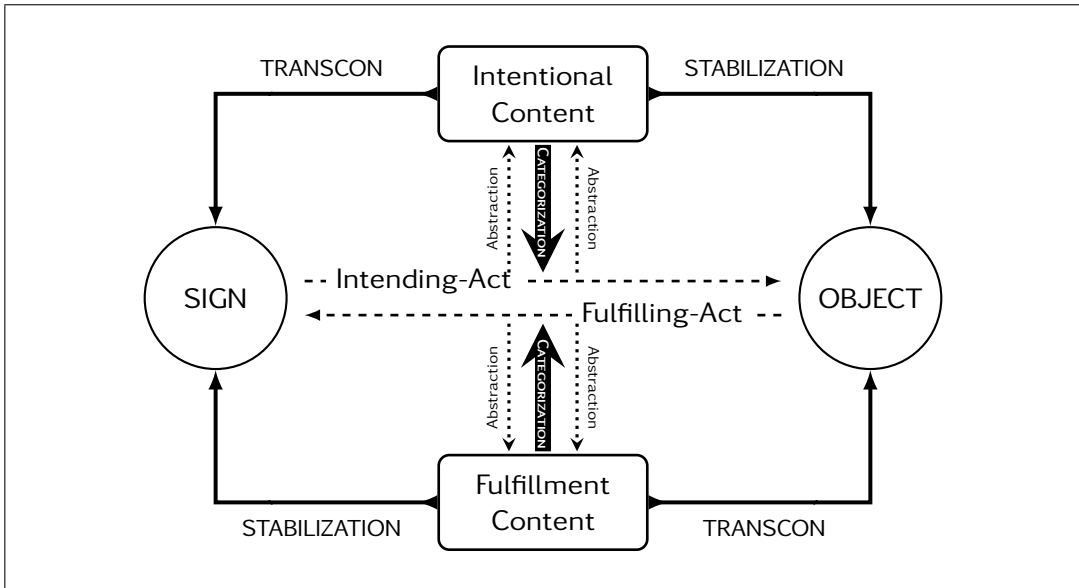 TRANSCON
Intentional
Content
STABILIZATION
Abstraction
CATEGORIZATION
Abstraction
SIGN
Intending-Act
Fulfilling-Act
OBJECT
Abstraction
CATEGORIZATION
Abstraction
STABILIZATION
Fulfillment
Content
TRANSCON